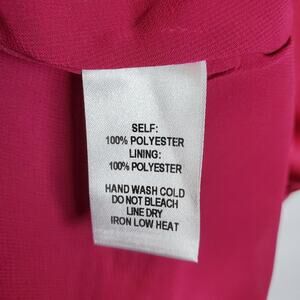 SELF:
100% POLYESTER
LINING:
100% POLYESTER
HAND WASH COLD
DO NOT BLEACH
LINE DRY
IRON LOW HEAT